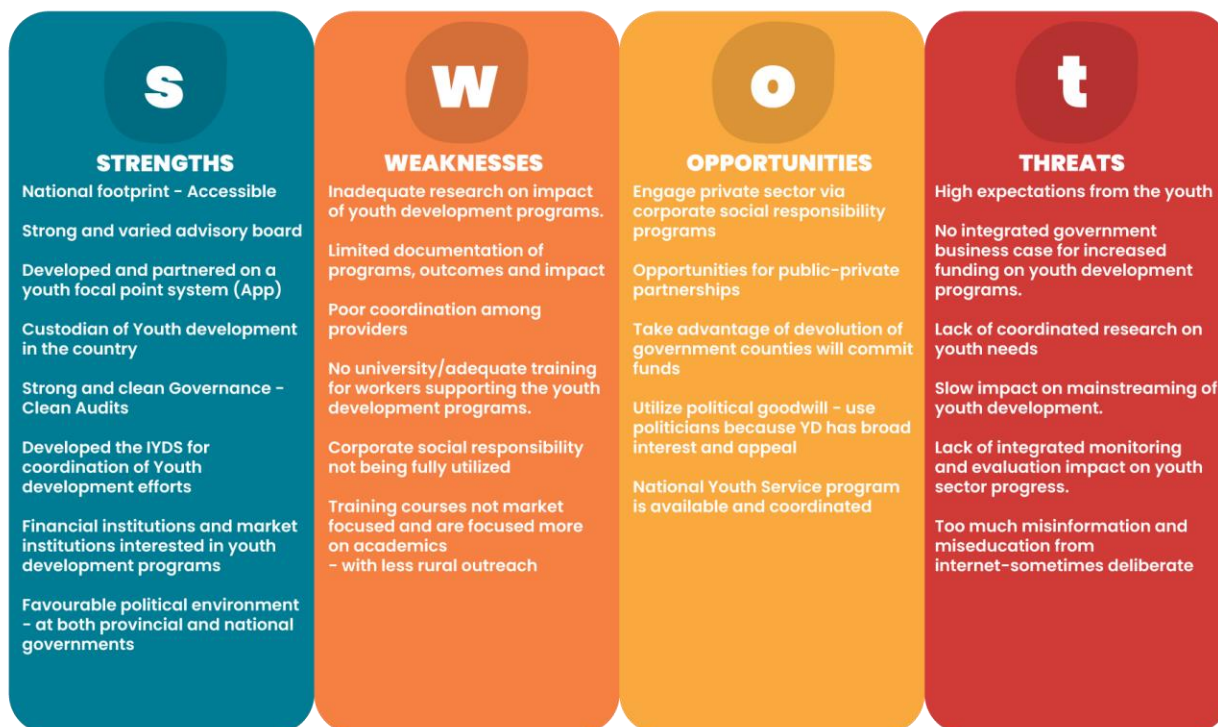 s
STRENGTHS
National footprint - Accessible
Strong and varied advisory board
Developed and partnered on a
youth focal point system (App)
Custodian of Youth development
in the country
Strong and clean Governance -
Clean Audits
Developed the IYDS for
coordination of Youth
development efforts
Financial institutions and market
institutions interested in youth
development programs
Favourable political environment
- at both provincial and national
governments
w
WEAKNESSES
Inadequate research on impact
of youth development programs.
Limited documentation of
programs, outcomes and impact
Poor coordination among
providers
No university/adequate training
for workers supporting the youth
development programs.
Corporate social responsibility
not being fully utilized
Training courses not market
focused and are focused more
on academics
- with less rural outreach
o
OPPORTUNITIES
Engage private sector via
corporate social responsibility
programs
Opportunities for public-private
partnerships
Take advantage of devolution of
government counties will commit
funds
Utilize political goodwill - use
politicians because YD has broad
interest and appeal
National Youth Service program
is available and coordinated
t
THREATS
High expectations from the youth
No integrated government
business case for increased
funding on youth development
programs.
Lack of coordinated research on
youth needs
Slow impact on mainstreaming of
youth development.
Lack of integrated monitoring
and evaluation impact on youth
sector progress.
Too much misinformation and
miseducation from
internet-sometimes deliberate